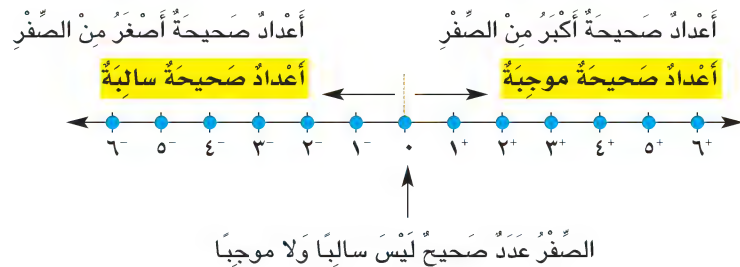 أَعْدادٌ صَحيحَةٌ أَكْبَرُ مِنْ الصِّفْرِ
أَعْدادٌ صَحيحَةٌ أَصْغَرُ مِنْ الصِّفْرِ
أَعْدادٌ صَحيحَةٌ موجِبَةٌ
أَعْدادٌ صَحيحَةٌ سالِبَةٌ
٦⁻ ٥⁻ ٤⁻ ٣⁻ ٢⁻ ١⁻ ٠ ١⁺ ٢⁺ ٣⁺ ٤⁺ ٥⁺ ٦⁺
الصِّفْرُ عَدَدٌ صَحيحٌ لَيْسَ سالِبًا وَلا موجِبًا